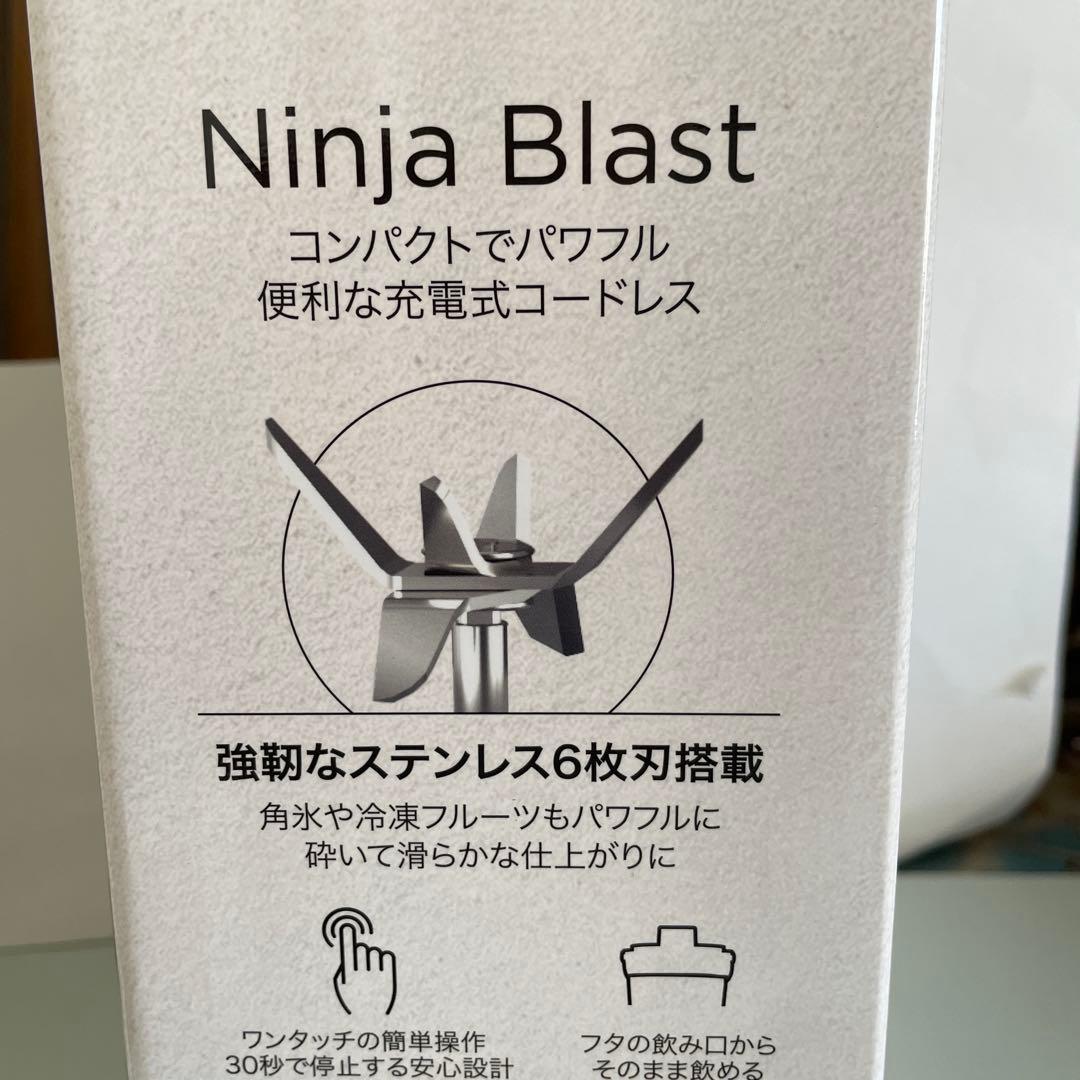 Ninja Blast
コンパクトでパワフル
便利な充電式コードレス
強靭なステンレス6枚刃搭載
角氷や冷凍フルーツもパワフルに
砕いて滑らかな仕上がりに
ワンタッチの簡単操作
30秒で停止する安心設計
フタの飲み口から
そのまま飲める